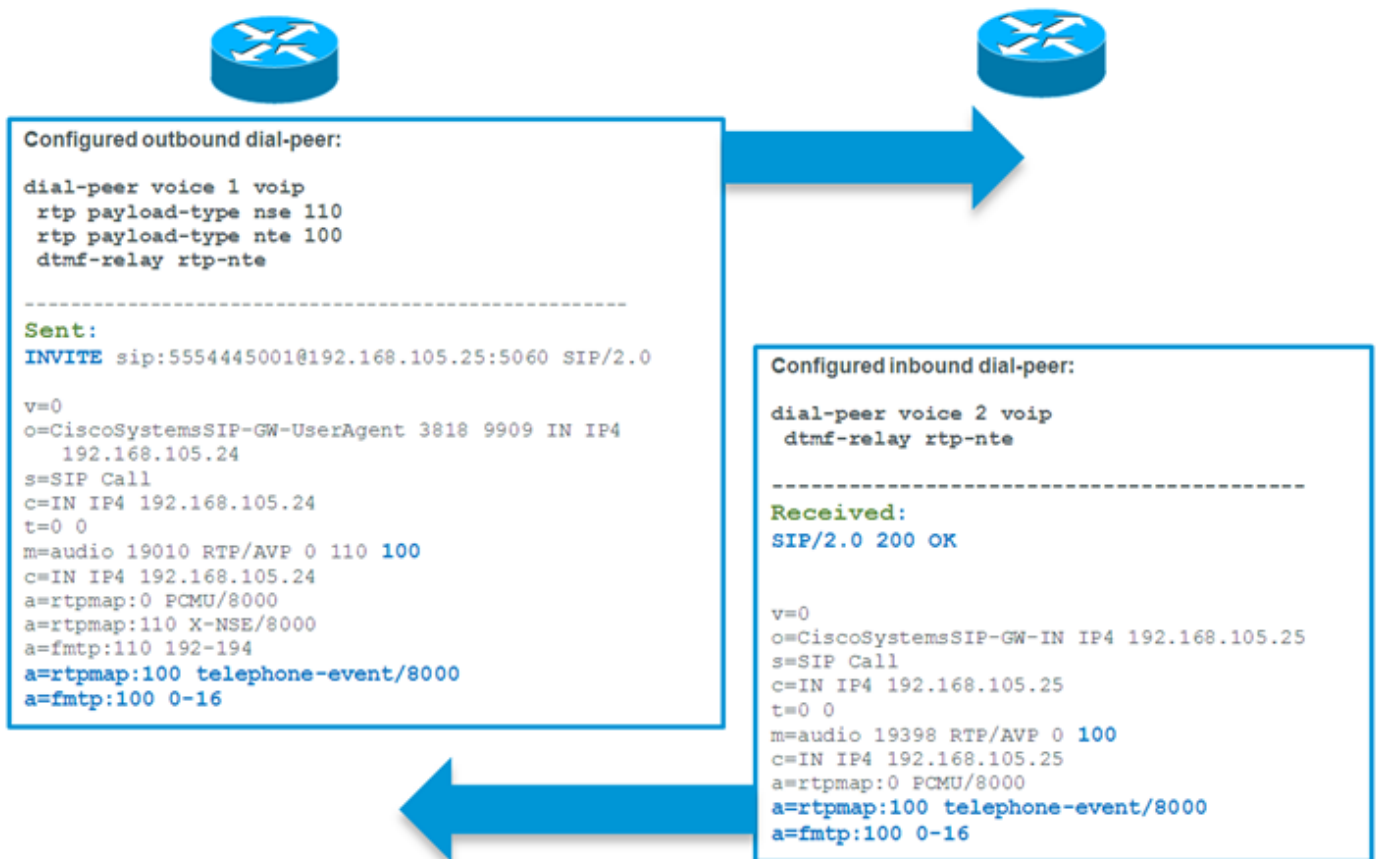 Configured outbound dial-peer:
dial-peer voice 1 voip
rtp payload-type nse 110
rtp payload-type nte 100
dtmf-relay rtp-nte
-----------------------------------------------------
Sent:
INVITE sip:5554445001@192.168.105.25:5060 SIP/2.0
v=0
o=CiscoSystemsSIP-GW-UserAgent 3818 9909 IN IP4
192.168.105.24
s=SIP Call
c=IN IP4 192.168.105.24
t=0 0
m=audio 19010 RTP/AVP 0 110 100
c=IN IP4 192.168.105.24
a=rtpmap:0 PCMU/8000
a=rtpmap:110 X-NSE/8000
a=fmtp:110 192-194
a=rtpmap:100 telephone-event/8000
a=fmtp:100 0-16
Configured inbound dial-peer:
dial-peer voice 2 voip
dtmf-relay rtp-nte
------------------------------------------
Received:
SIP/2.0 200 OK
v=0
o=CiscoSystemsSIP-GW-IN IP4 192.168.105.25
s=SIP Call
c=IN IP4 192.168.105.25
t=0 0
m=audio 19398 RTP/AVP 0 100
c=IN IP4 192.168.105.25
a=rtpmap:0 PCMU/8000
a=rtpmap:100 telephone-event/8000
a=fmtp:100 0-16